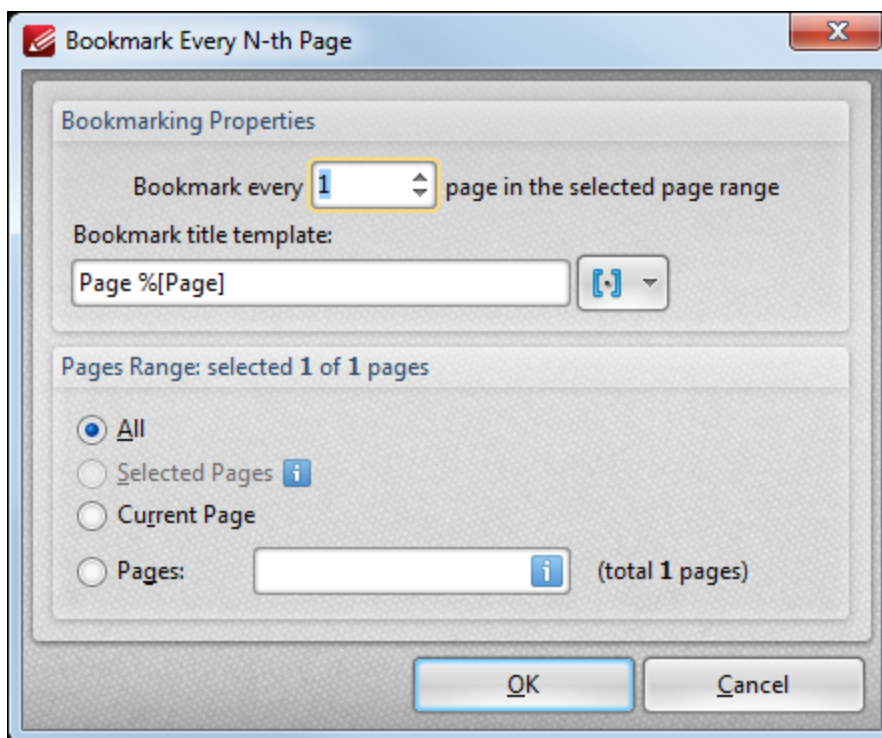 Bookmark Every N-th Page
Bookmarking Properties
Bookmark every 1 page in the selected page range
Bookmark title template:
Page %[Page]
Pages Range: selected 1 of 1 pages
All
Selected Pages
Current Page
Pages: (total 1 pages)
OK Cancel